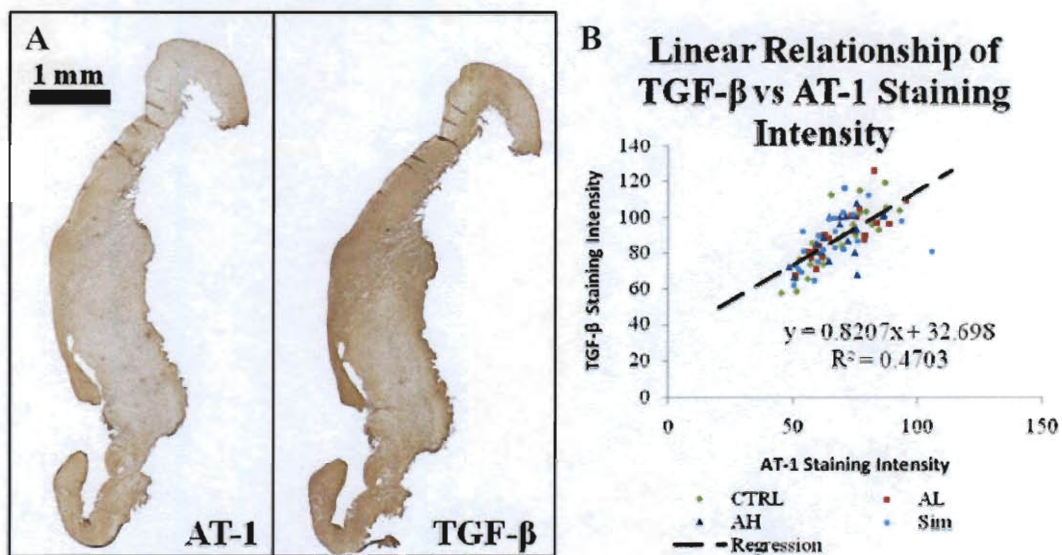 A
1 mm
AT-1
TGF-β
B
Linear Relationship of
TGF-β vs AT-1 Staining
Intensity
TGF-β Staining Intensity
140
120
100
80
60
40
20
0
0 50 100 150
y = 0.8207x + 32.698
R² = 0.4703
AT-1 Staining Intensity
CTRL AL
AH Sim
Regression